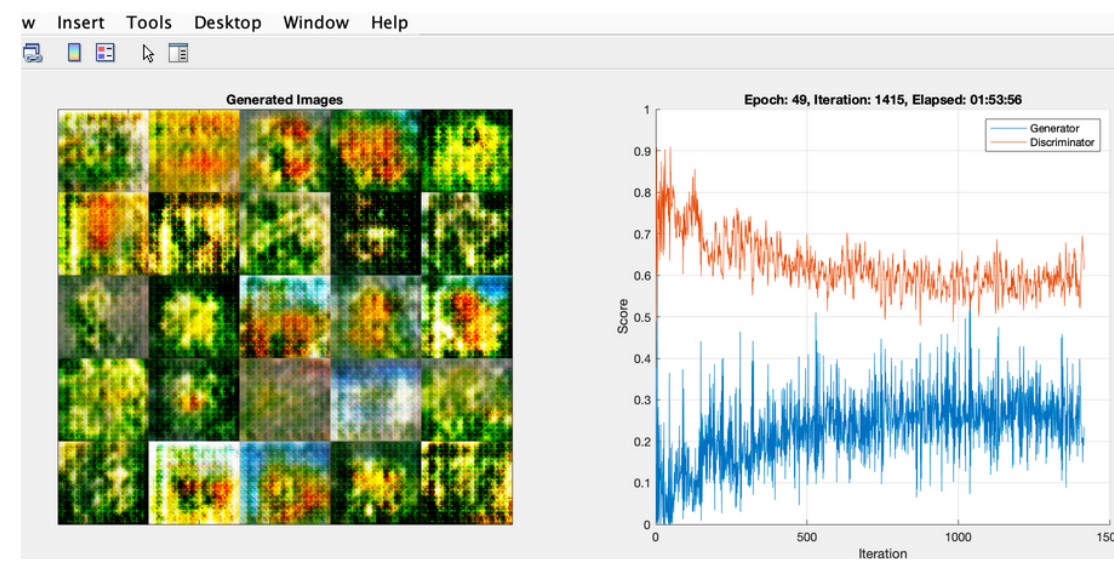 w Insert Tools Desktop Window Help
Generated Images
Epoch: 49, Iteration: 1415, Elapsed: 01:53:56
Generator
Discriminator
1
0.9
0.8
0.7
0.6
0.5
0.4
0.3
0.2
0.1
0
Score
0 500 1000 150
Iteration